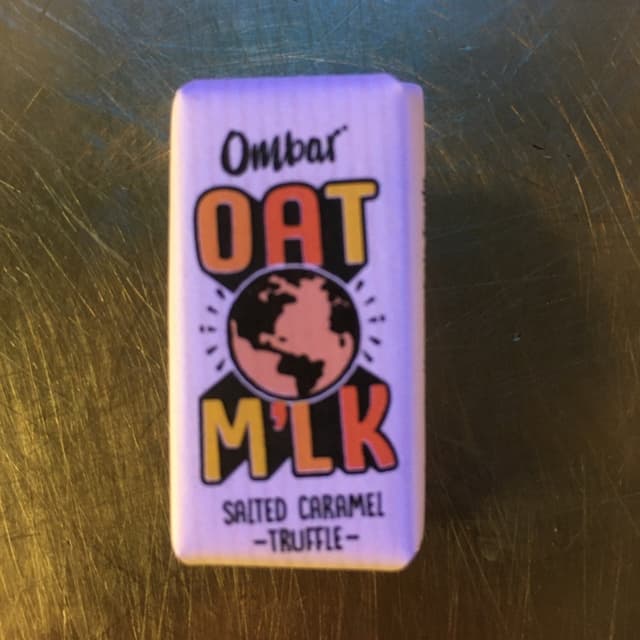 Ombar
OAT
M'LK
SALTED CARAMEL
-TRUFFLE-